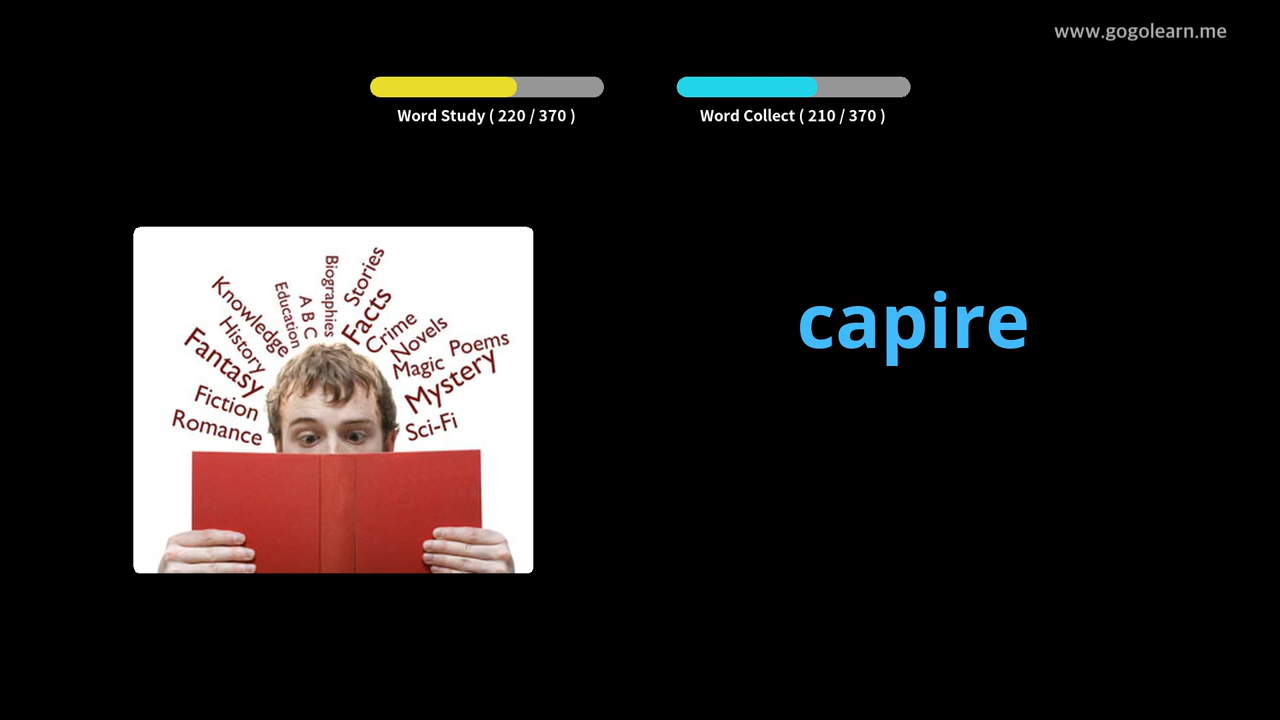 www.gogolearn.me
Word Study ( 220 / 370 )
Word Collect ( 210 / 370 )
Knowledge
Education
A B C
Biographies
Stories
Facts
History
Crime
Novels
Fantasy
Magic
Poems
Fiction
Mystery
Romance
Sci-Fi
capire